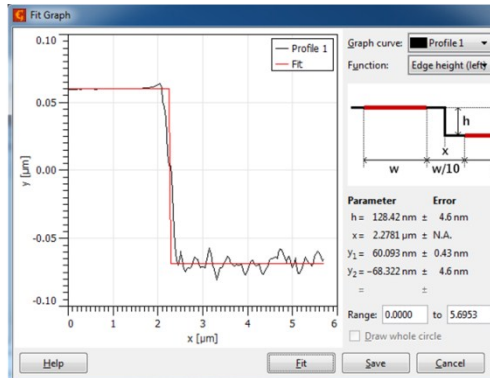 Fit Graph
0.10
0.05
0.00
-0.05
-0.10
y [µm]
Profile 1
Fit
0 1 2 3 4 5 6
x [µm]
Graph curve: Profile 1
Function: Edge height (left)
h
x
w w/10
Parameter Error
h = 128.42 nm ± 4.6 nm
x = 2.2781 µm ± N.A.
y1 = 60.093 nm ± 0.43 nm
y2 = -68.322 nm ± 4.6 nm
= ±
Range: 0.0000 to 5.6953
Draw whole circle
Help Fit Save Cancel